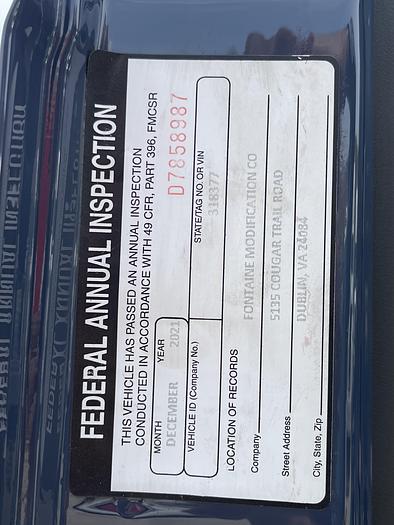 FEDERAL ANNUAL INSPECTION
THIS VEHICLE HAS PASSED AN ANNUAL INSPECTION
CONDUCTED IN ACCORDANCE WITH 49 CFR, PART 396, FMCSR
MONTH YEAR
DECEMBER 2021
D7858987
VEHICLE ID (Company No.) STATE/TAG NO. OR VIN
318377
LOCATION OF RECORDS
Company FONTAINE MODIFICATION CO
Street Address 5135 COUGAR TRAIL ROAD
City, State, Zip DUBLIN, VA 24084